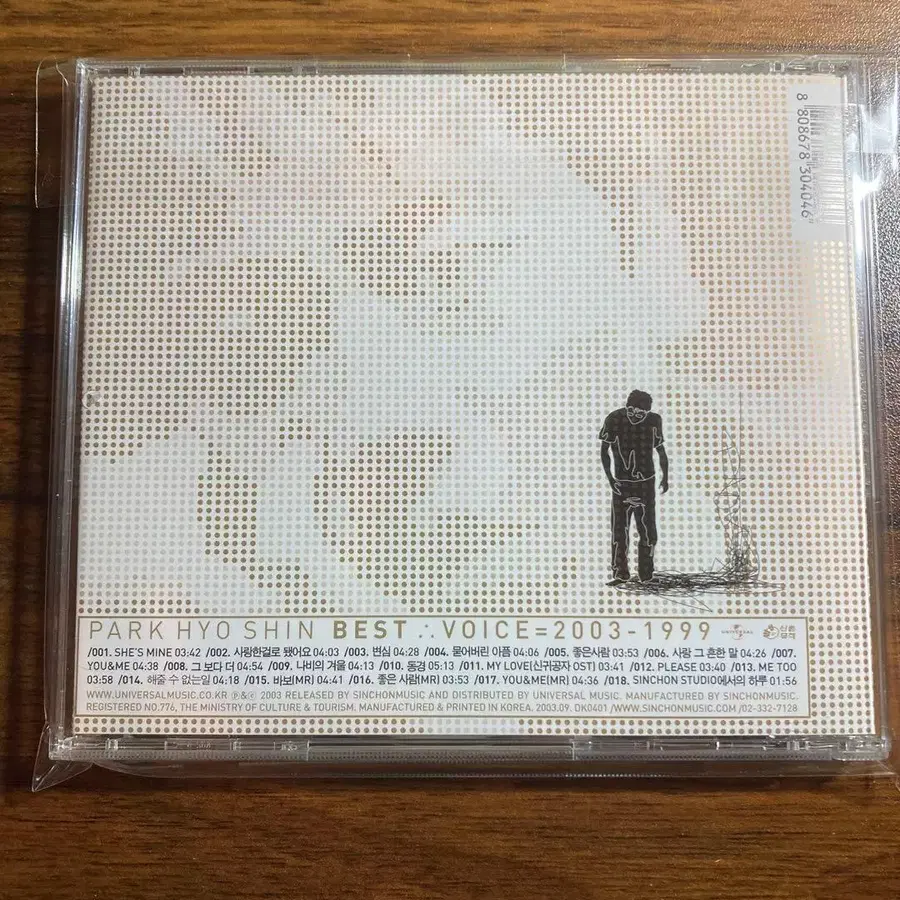 8 808678 304046
PARK HYO SHIN BEST ∴ VOICE=2003-1999 UNIVERSAL 신촌뮤직
/001. SHE'S MINE 03:42 /002. 사랑한걸로 됐어요 04:03 /003. 변심 04:28 /004. 묻어버린 아픔 04:06 /005. 좋은사람 03:53 /006. 사랑 그 흔한 말 04:26 /007.
YOU&ME 04:38 /008. 그 보다 더 04:54 /009. 나비의 겨울 04:13 /010. 동경 05:13 /011. MY LOVE(신귀공자 OST) 03:41 /012. PLEASE 03:40 /013. ME TOO
03:58 /014. 해줄 수 없는일 04:18 /015. 바보(MR) 04:41 /016. 좋은 사람(MR) 03:53 /017. YOU&ME(MR) 04:36 /018. SINCHON STUDIO에서의 하루 01:56
WWW.UNIVERSALMUSIC.CO.KR ℗&© 2003 RELEASED BY SINCHONMUSIC AND DISTRIBUTED BY UNIVERSAL MUSIC. MANUFACTURED BY SINCHONMUSIC.
REGISTERED NO.776, THE MINISTRY OF CULTURE & TOURISM. MANUFACTURED & PRINTED IN KOREA. 2003.09. DK0401 /WWW.SINCHONMUSIC.COM /02-332-7128